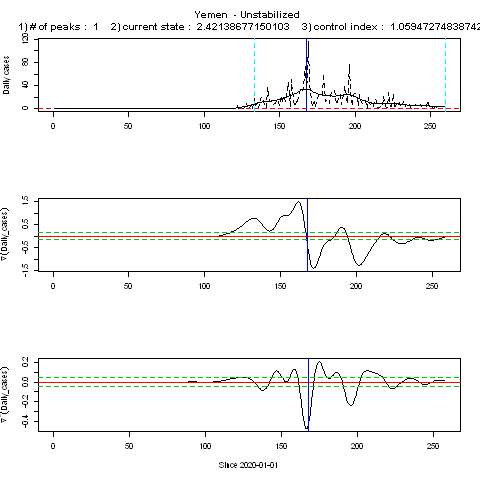 Yemen - Unstabilized
1) # of peaks : 1 2) current state : 2.42138677150103 3) control index : 1.05947274838742
Daily cases
0 40 80 120
0 50 100 150 200 250
∇(Daily_cases)
-1.5 -0.5 0.5 1.5
0 50 100 150 200 250
-0.4 -0.2 0.0 0.2
0 50 100 150 200 250
Since 2020-01-01